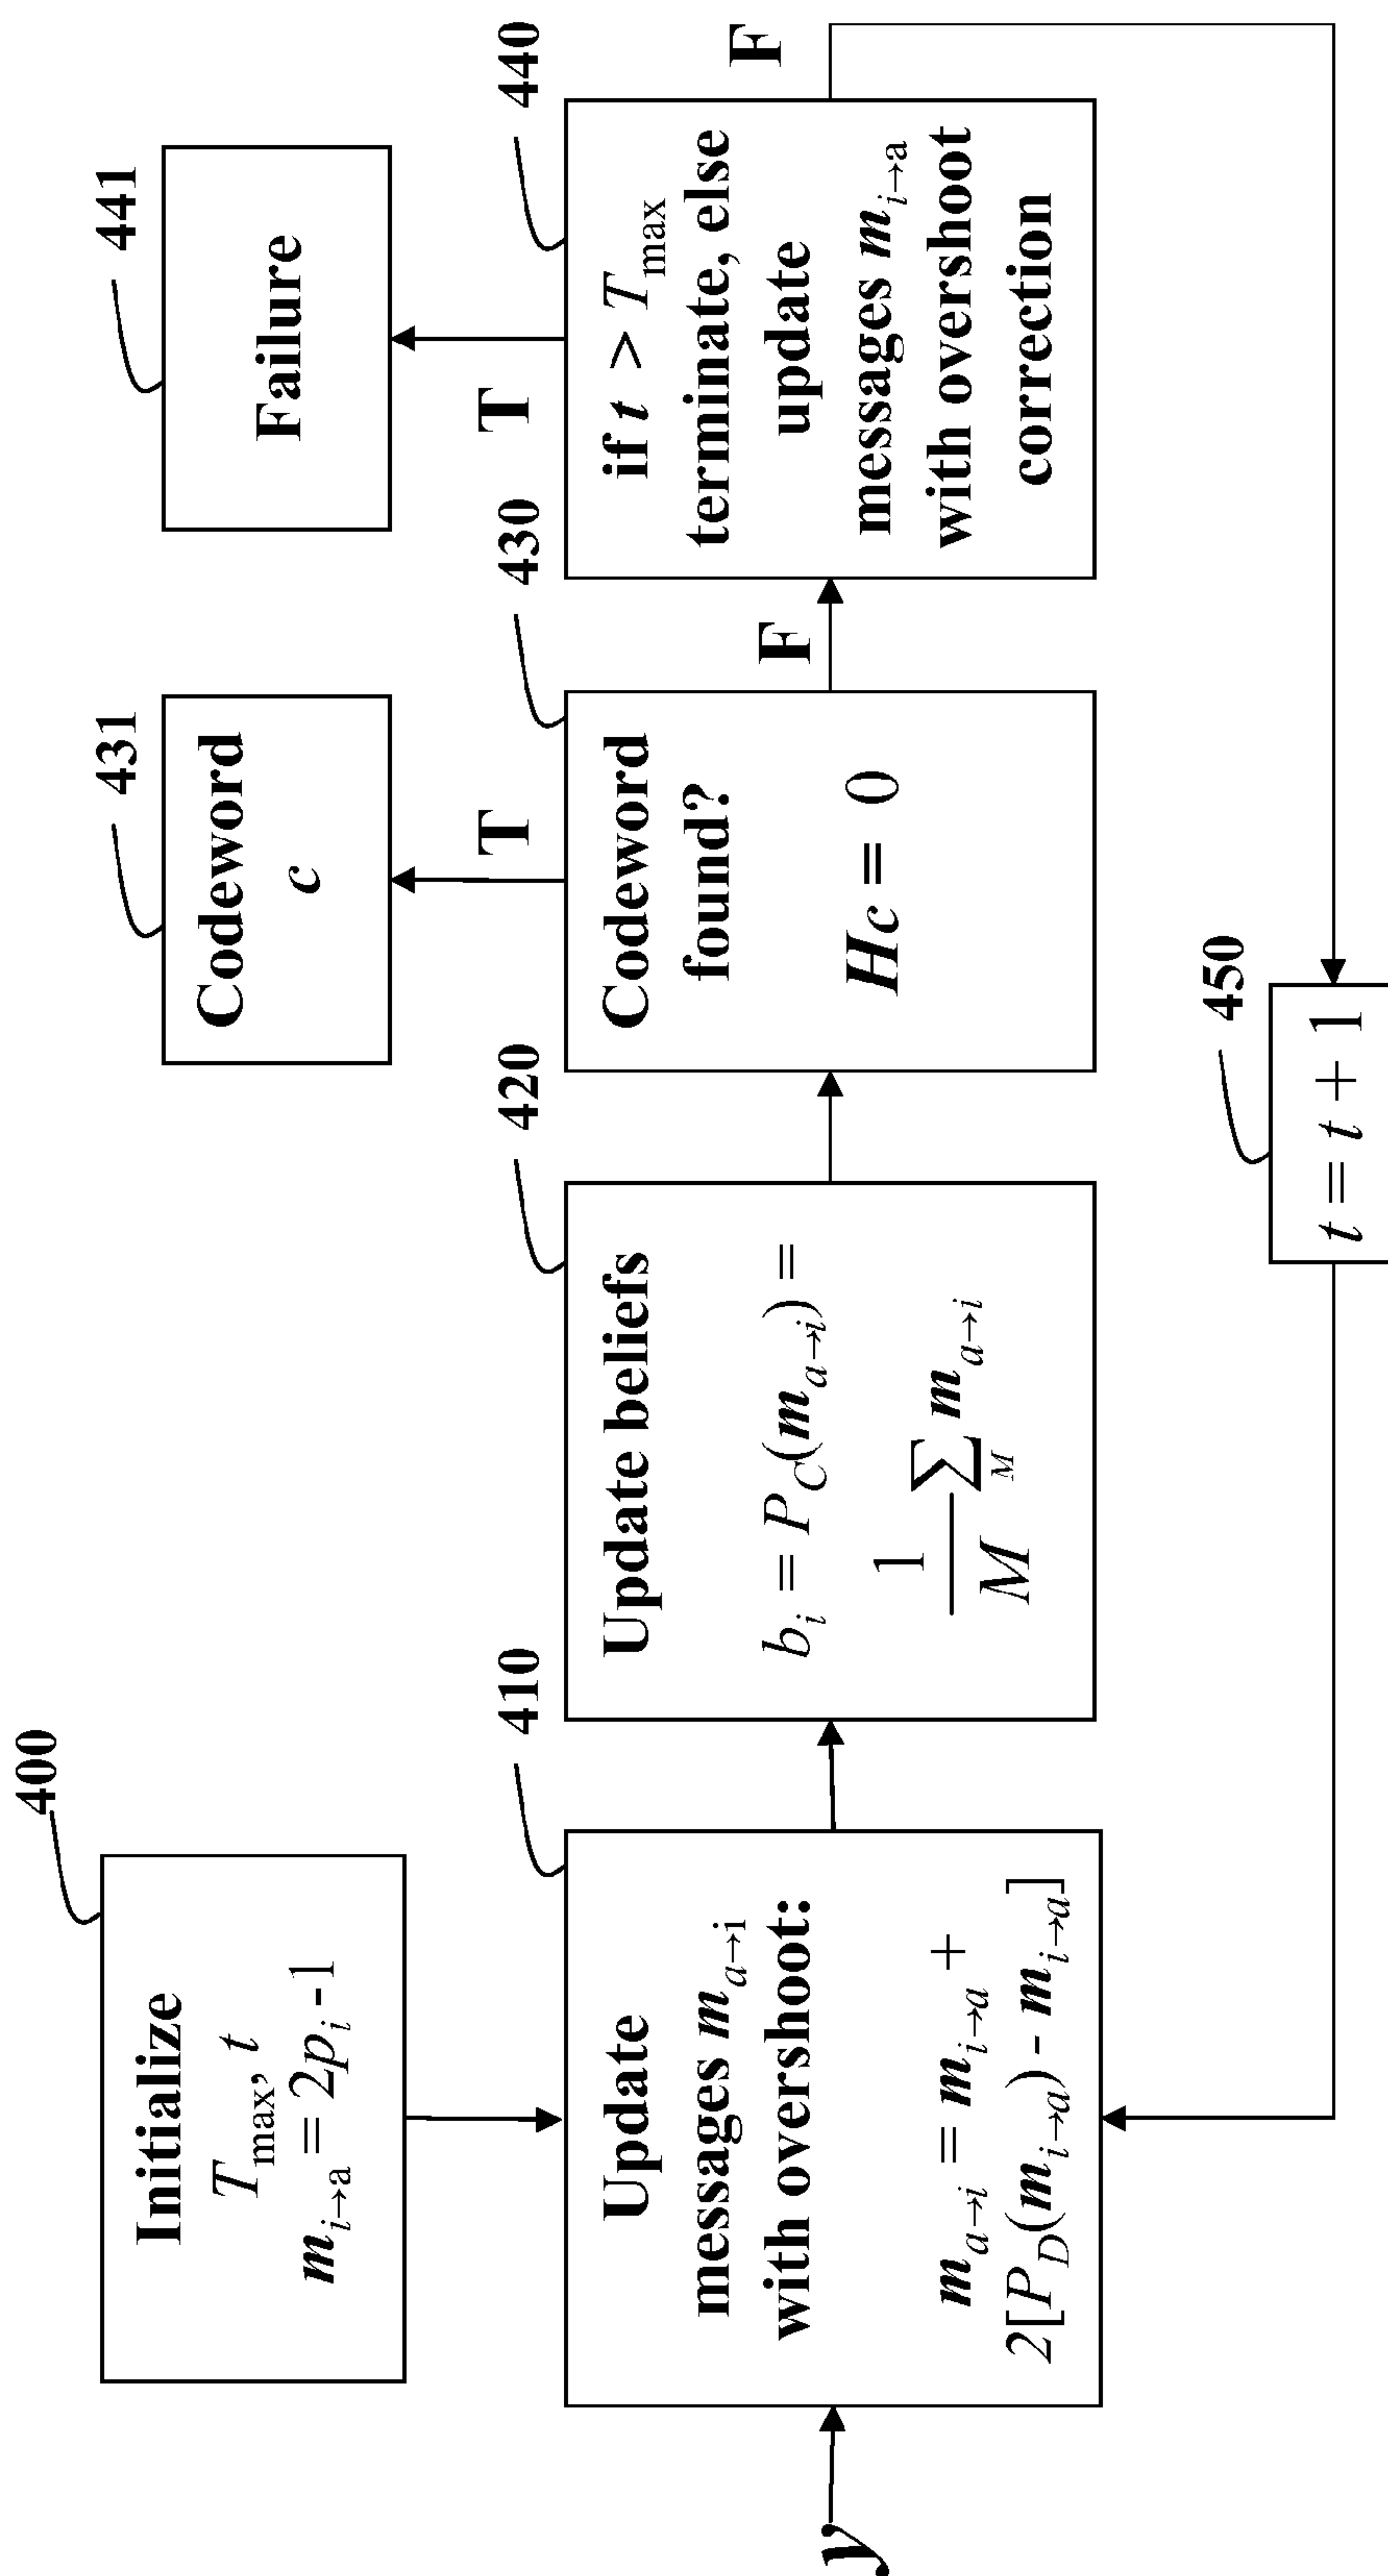 400
Initialize
T_max, t
m_i→a = 2p_i -1
y
410
Update
messages m_a→i
with overshoot:
m_a→i = m_i→a +
2[P_D(m_i→a) - m_i→a]
420
Update beliefs
b_i = P_C(m_a→i) =
1
M
∑ m_a→i
M
430
Codeword
found?
Hc = 0
T
431
Codeword
c
F
440
if t > T_max
terminate, else
update
messages m_i→a
with overshoot
correction
T
441
Failure
F
450
t = t + 1